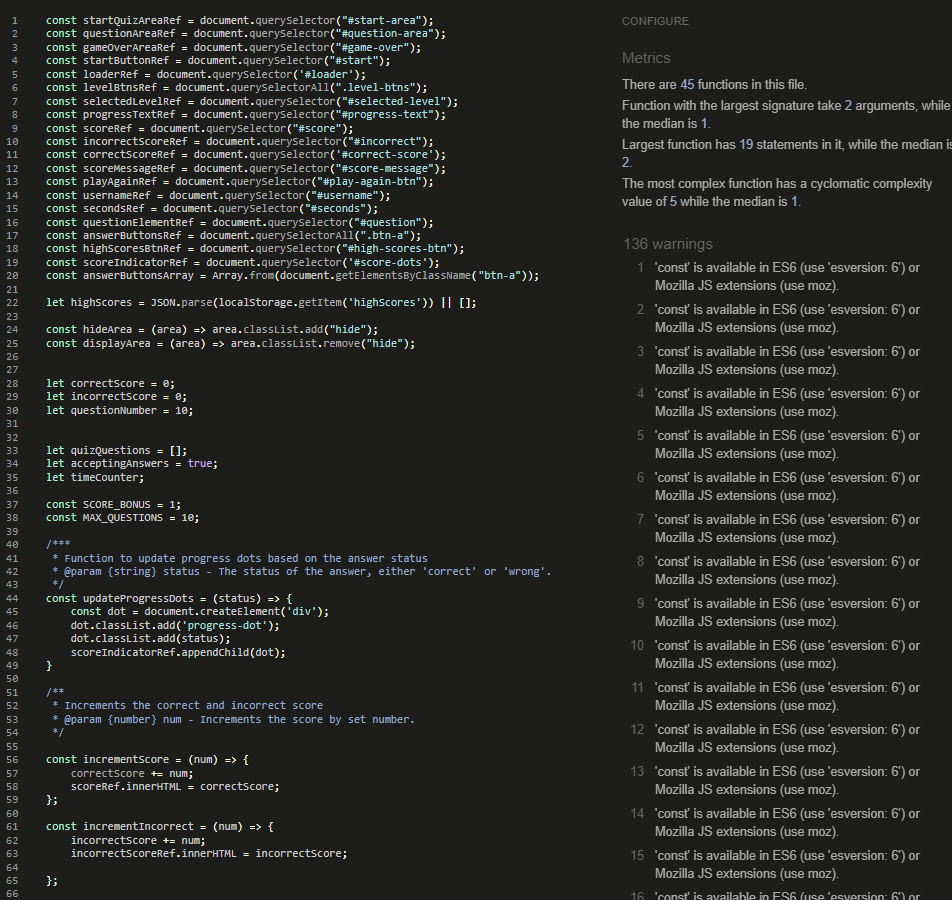 1 const startQuizAreaRef = document.querySelector("#start-area");
2 const questionAreaRef = document.querySelector("#question-area");
3 const gameOverAreaRef = document.querySelector("#game-over");
4 const startButtonRef = document.querySelector("#start");
5 const loaderRef = document.querySelector('#loader');
6 const levelBtnsRef = document.querySelectorAll(".level-btns");
7 const selectedLevelRef = document.querySelector("#selected-level");
8 const progressTextRef = document.querySelector("#progress-text");
9 const scoreRef = document.querySelector("#score");
10 const incorrectScoreRef = document.querySelector("#incorrect");
11 const correctScoreRef = document.querySelector('#correct-score');
12 const scoreMessageRef = document.querySelector("#score-message");
13 const playAgainRef = document.querySelector("#play-again-btn");
14 const usernameRef = document.querySelector("#username");
15 const secondsRef = document.querySelector("#seconds");
16 const questionElementRef = document.querySelector("#question");
17 const answerButtonsRef = document.querySelectorAll(".btn-a");
18 const highScoresBtnRef = document.querySelector("#high-scores-btn");
19 const scoreIndicatorRef = document.querySelector('#score-dots');
20 const answerButtonsArray = Array.from(document.getElementsByClassName("btn-a"));
21
22 let highScores = JSON.parse(localStorage.getItem('highScores')) || [];
23
24 const hideArea = (area) => area.classList.add("hide");
25 const displayArea = (area) => area.classList.remove("hide");
26
27
28 let correctScore = 0;
29 let incorrectScore = 0;
30 let questionNumber = 10;
31
32
33 let quizQuestions = [];
34 let acceptingAnswers = true;
35 let timeCounter;
36
37 const SCORE_BONUS = 1;
38 const MAX_QUESTIONS = 10;
39
40 /***
41 * Function to update progress dots based on the answer status
42 * @param {string} status - The status of the answer, either 'correct' or 'wrong'.
43 */
44 const updateProgressDots = (status) => {
45 const dot = document.createElement('div');
46 dot.classList.add('progress-dot');
47 dot.classList.add(status);
48 scoreIndicatorRef.appendChild(dot);
49 }
50
51 /**
52 * Increments the correct and incorrect score
53 * @param {number} num - Increments the score by set number.
54 */
55
56 const incrementScore = (num) => {
57 correctScore += num;
58 scoreRef.innerHTML = correctScore;
59 };
60
61 const incrementIncorrect = (num) => {
62 incorrectScore += num;
63 incorrectScoreRef.innerHTML = incorrectScore;
64
65 };
66
CONFIGURE
Metrics
There are 45 functions in this file.
Function with the largest signature take 2 arguments, while
the median is 1.
Largest function has 19 statements in it, while the median is
2.
The most complex function has a cyclomatic complexity
value of 5 while the median is 1.
136 warnings
1 'const' is available in ES6 (use 'esversion: 6') or
Mozilla JS extensions (use moz).
2 'const' is available in ES6 (use 'esversion: 6') or
Mozilla JS extensions (use moz).
3 'const' is available in ES6 (use 'esversion: 6') or
Mozilla JS extensions (use moz).
4 'const' is available in ES6 (use 'esversion: 6') or
Mozilla JS extensions (use moz).
5 'const' is available in ES6 (use 'esversion: 6') or
Mozilla JS extensions (use moz).
6 'const' is available in ES6 (use 'esversion: 6') or
Mozilla JS extensions (use moz).
7 'const' is available in ES6 (use 'esversion: 6') or
Mozilla JS extensions (use moz).
8 'const' is available in ES6 (use 'esversion: 6') or
Mozilla JS extensions (use moz).
9 'const' is available in ES6 (use 'esversion: 6') or
Mozilla JS extensions (use moz).
10 'const' is available in ES6 (use 'esversion: 6') or
Mozilla JS extensions (use moz).
11 'const' is available in ES6 (use 'esversion: 6') or
Mozilla JS extensions (use moz).
12 'const' is available in ES6 (use 'esversion: 6') or
Mozilla JS extensions (use moz).
13 'const' is available in ES6 (use 'esversion: 6') or
Mozilla JS extensions (use moz).
14 'const' is available in ES6 (use 'esversion: 6') or
Mozilla JS extensions (use moz).
15 'const' is available in ES6 (use 'esversion: 6') or
Mozilla JS extensions (use moz).
16 'const' is available in ES6 (use 'esversion: 6') or